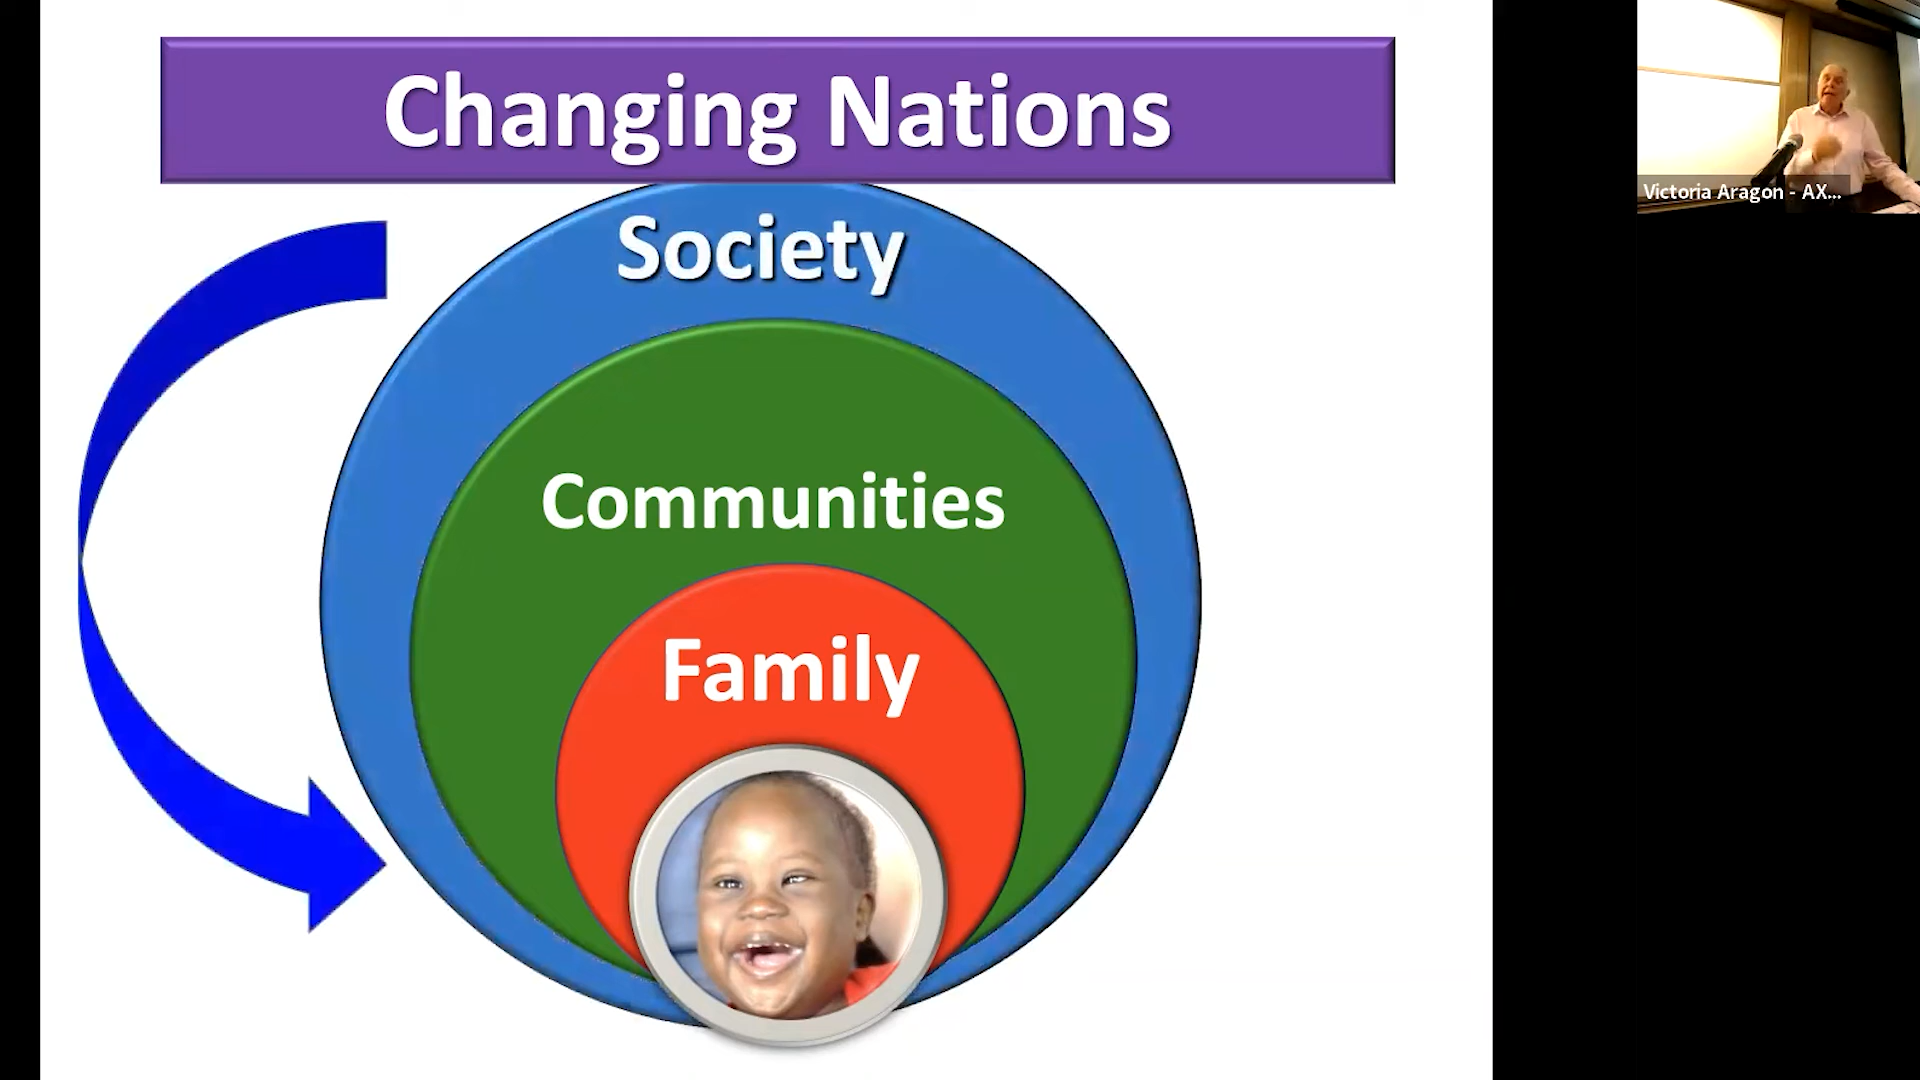 Changing Nations
Society
Communities
Family
Victoria Aragon - AX...